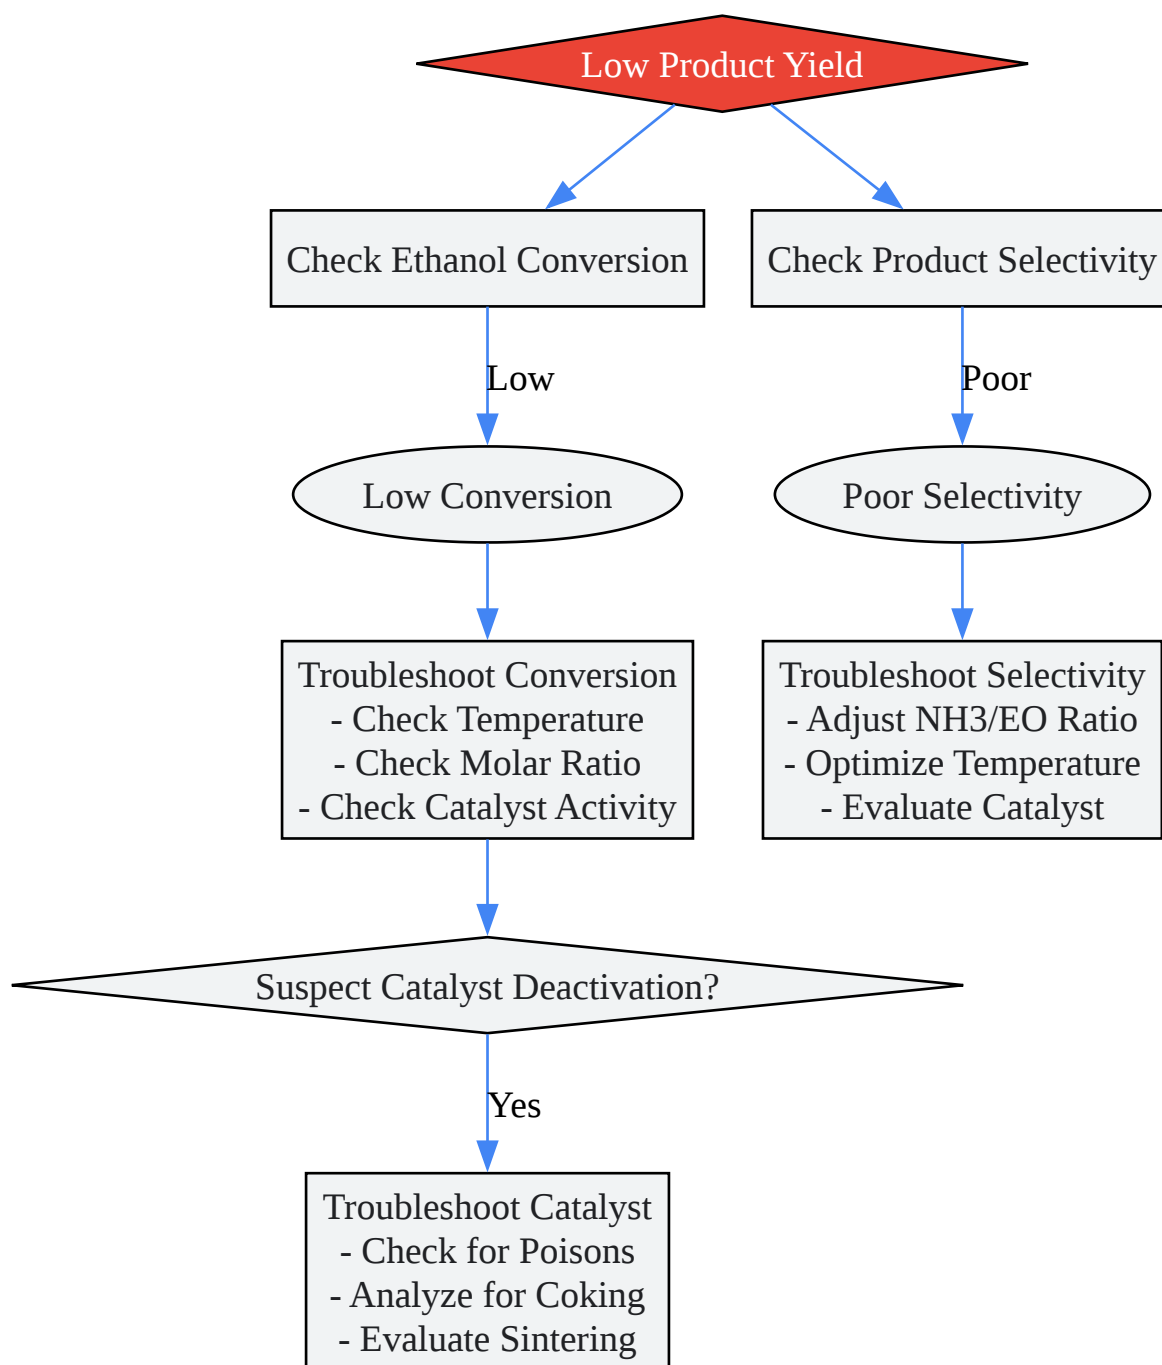 Low Product Yield
Check Ethanol Conversion
Check Product Selectivity
Low
Poor
Low Conversion
Poor Selectivity
Troubleshoot Conversion
- Check Temperature
- Check Molar Ratio
- Check Catalyst Activity
Troubleshoot Selectivity
- Adjust NH3/EO Ratio
- Optimize Temperature
- Evaluate Catalyst
Suspect Catalyst Deactivation?
Yes
Troubleshoot Catalyst
- Check for Poisons
- Analyze for Coking
- Evaluate Sintering